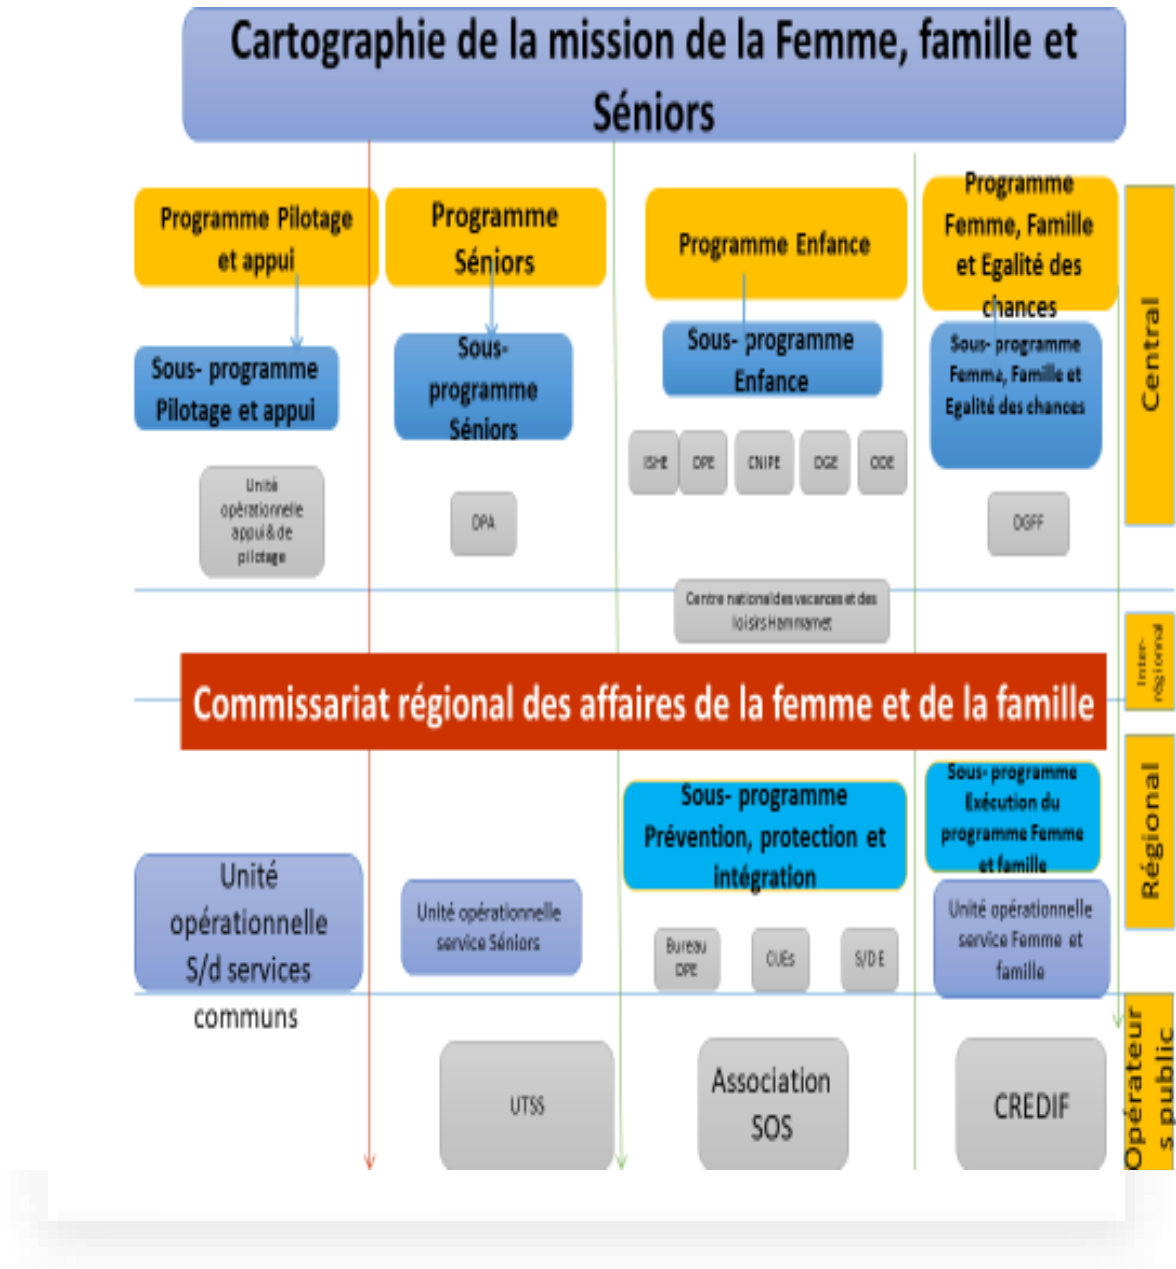 Cartographie de la mission de la Femme, famille et
Séniors
Programme Pilotage
et appui
Programme
Séniors
Programme Enfance
Programme
Femme, Famille
et Egalité des
chances
Central
Sous- programme
Pilotage et appui
Sous-
programme
Séniors
Sous- programme
Enfance
Sous- programme
Femme, Famille et
Egalité des chances
ISHE
DPE
CNIPE
DGE
ODE
Unité
opérationnelle
appui & de
pilotage
DPA
DGFF
Centre national des vacances et des
loisirs Hammamet
Inter-
régionnal
Commissariat régional des affaires de la femme et de la famille
Régional
Sous- programme
Prévention, protection et
intégration
Sous- programme
Exécution du
programme Femme
et famille
Unité
opérationnelle
S/d services
communs
Unité opérationnelle
service Séniors
Bureau
DPE
CUEs
S/D E
Unité opérationnelle
service Femme et
famille
Opérateur
s public
UTSS
Association
SOS
CREDIF